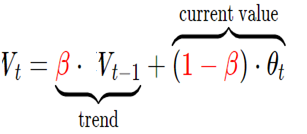 current value
V_t = β · V_{t−1} + (1 − β) · θ_t
trend